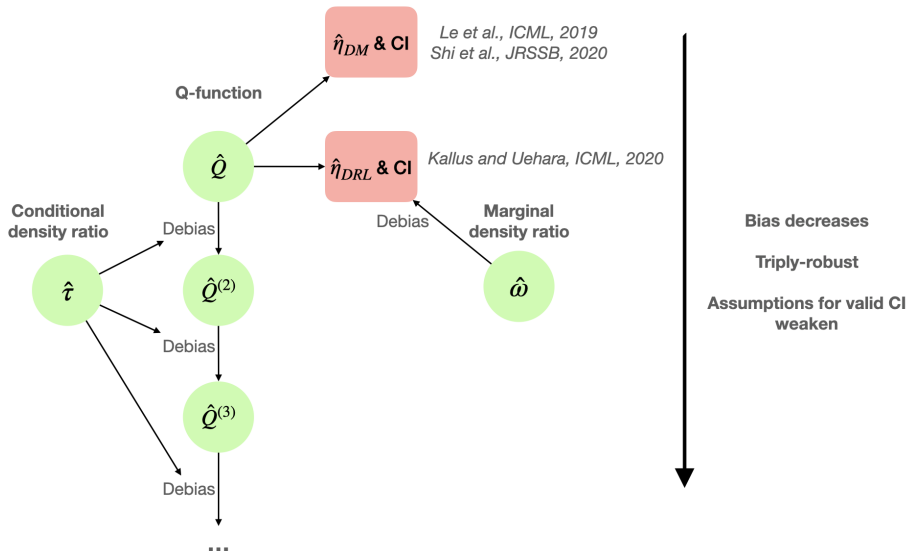 η̂_DM & CI
Le et al., ICML, 2019
Shi et al., JRSSB, 2020
Q-function
Q̂
η̂_DRL & CI
Kallus and Uehara, ICML, 2020
Conditional
density ratio
Debias
Debias
Marginal
density ratio
τ̂
Q̂^(2)
ω̂
Debias
Q̂^(3)
Debias
...
Bias decreases
Triply-robust
Assumptions for valid CI
weaken